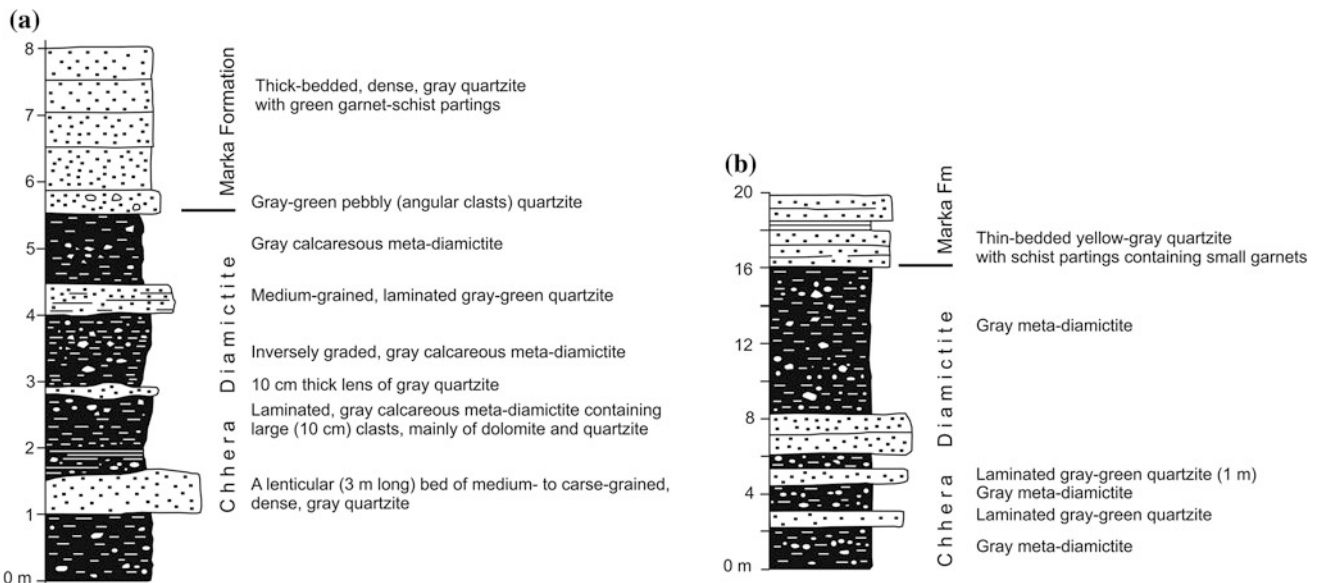 (a)
8
7
6
5
4
3
2
1
0 m
Marka Formation
Chhera Diamictite
Thick-bedded, dense, gray quartzite
with green garnet-schist partings
Gray-green pebbly (angular clasts) quartzite
Gray calcaresous meta-diamictite
Medium-grained, laminated gray-green quartzite
Inversely graded, gray calcareous meta-diamictite
10 cm thick lens of gray quartzite
Laminated, gray calcareous meta-diamictite containing
large (10 cm) clasts, mainly of dolomite and quartzite
A lenticular (3 m long) bed of medium- to carse-grained,
dense, gray quartzite
(b)
20
16
12
8
4
0 m
Marka Fm
Chhera Diamictite
Thin-bedded yellow-gray quartzite
with schist partings containing small garnets
Gray meta-diamictite
Laminated gray-green quartzite (1 m)
Gray meta-diamictite
Laminated gray-green quartzite
Gray meta-diamictite